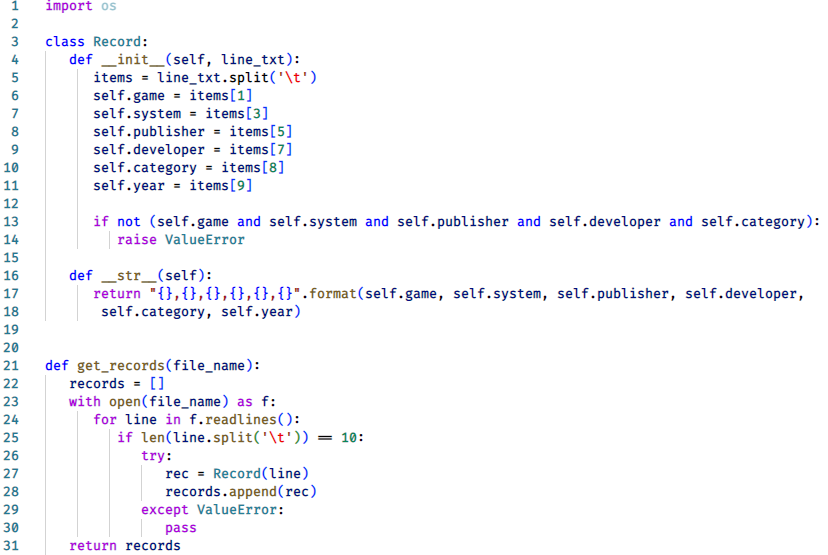 1 import os
2
3 class Record:
4 def __init__(self, line_txt):
5 items = line_txt.split('\t')
6 self.game = items[1]
7 self.system = items[3]
8 self.publisher = items[5]
9 self.developer = items[7]
10 self.category = items[8]
11 self.year = items[9]
12
13 if not (self.game and self.system and self.publisher and self.developer and self.category):
14 raise ValueError
15
16 def __str__(self):
17 return "{},{},{},{},{},{}".format(self.game, self.system, self.publisher, self.developer,
18 self.category, self.year)
19
20
21 def get_records(file_name):
22 records = []
23 with open(file_name) as f:
24 for line in f.readlines():
25 if len(line.split('\t')) == 10:
26 try:
27 rec = Record(line)
28 records.append(rec)
29 except ValueError:
30 pass
31 return records